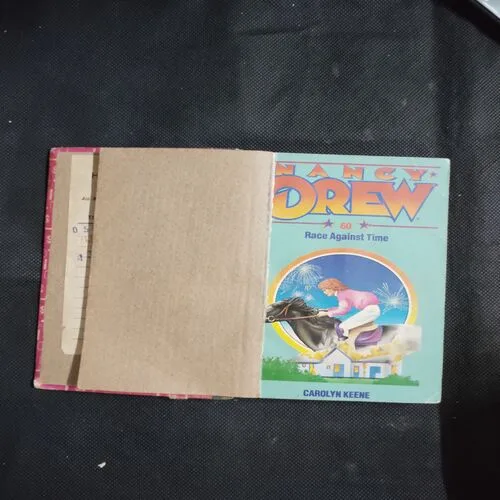 NANCY
DREW
60
Race Against Time
CAROLYN KEENE